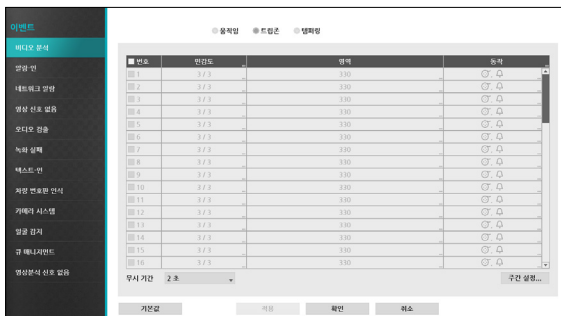 이벤트
비디오 분석
알람-인
네트워크 알람
영상 신호 없음
오디오 검출
녹화 실패
텍스트-인
차량 번호판 인식
카메라 시스템
얼굴 감지
큐 매니지먼트
영상분석 신호 없음
움직임 트립존 탬퍼링
번호 민감도 영역 동작
1 3 / 3 330
2 3 / 3 330
3 3 / 3 330
4 3 / 3 330
5 3 / 3 330
6 3 / 3 330
7 3 / 3 330
8 3 / 3 330
9 3 / 3 330
10 3 / 3 330
11 3 / 3 330
12 3 / 3 330
13 3 / 3 330
14 3 / 3 330
15 3 / 3 330
16 3 / 3 330
무시 기간 2 초 주간 설정...
기본값 적용 확인 취소